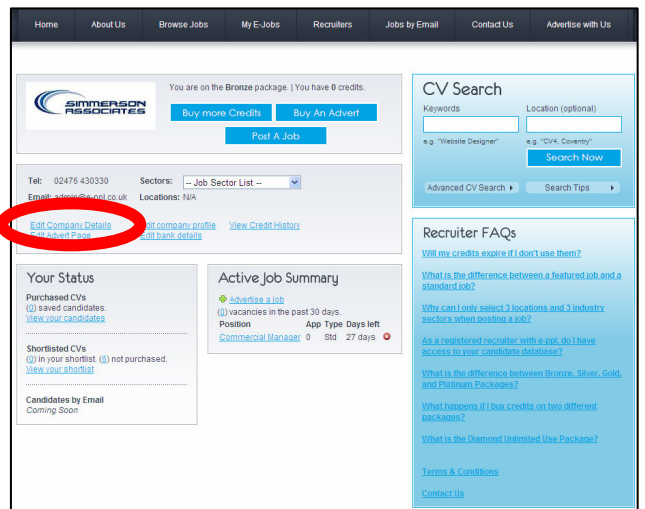 Home About Us Browse Jobs My E-Jobs Recruiters Jobs by Email Contact Us Advertise with Us
SIMMERSON
ASSOCIATES
You are on the Bronze package. | You have 0 credits.
Buy more Credits Buy An Advert
Post A Job
Tel: 02476 430330 Sectors: -- Job Sector List --
Email: admin@e-ppl.co.uk Locations: N/A
Edit Company Details Edit company profile View Credit History
Edit Advert Page Edit bank details
Your Status
Purchased CVs
(0) saved candidates.
View your candidates
Shortlisted CVs
(0) in your shortlist. (6) not purchased.
View your shortlist
Candidates by Email
Coming Soon
Active Job Summary
Advertise a job
(0) vacancies in the past 30 days.
Position App Type Days left
Commercial Manager 0 Std 27 days
CV Search
Keywords Location (optional)
e.g. "Website Designer" e.g. "CV4, Coventry"
Search Now
Advanced CV Search Search Tips
Recruiter FAQs
Will my credits expire if I don't use them?
What is the difference between a featured job and a
standard job?
Why can I only select 3 locations and 3 industry
sectors when posting a job?
As a registered recruiter with e-ppl, do I have
access to your candidate database?
What is the difference between Bronze, Silver, Gold,
and Platinum Packages?
What happens if I buy credits on two different
packages?
What is the Diamond Unlimited Use Package?
Terms & Conditions
Contact Us